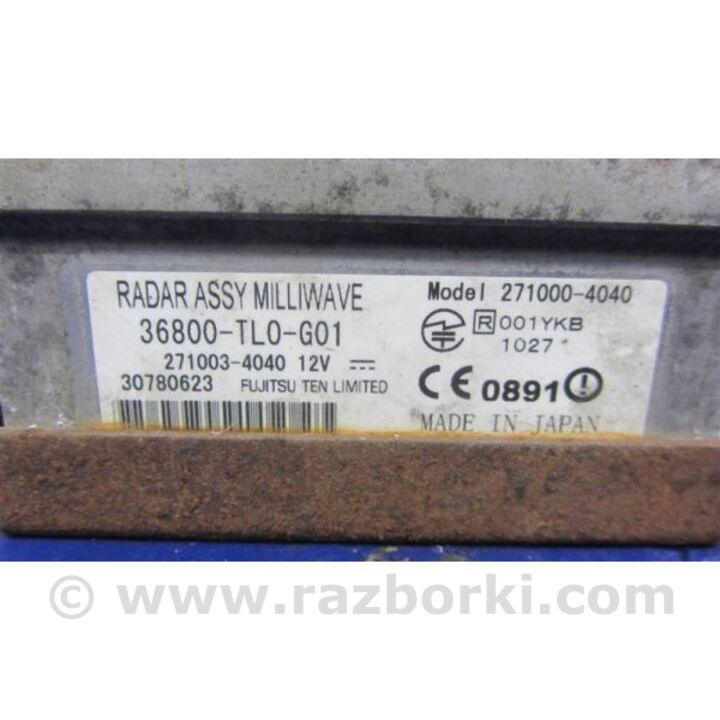 RADAR ASSY MILLIWAVE
36800-TL0-G01
271003-4040 12V
30780623 FUJITSU TEN LIMITED
Model 271000-4040
R 001YKB
1027*
CE 0891
MADE IN JAPAN
© www.razborki.com